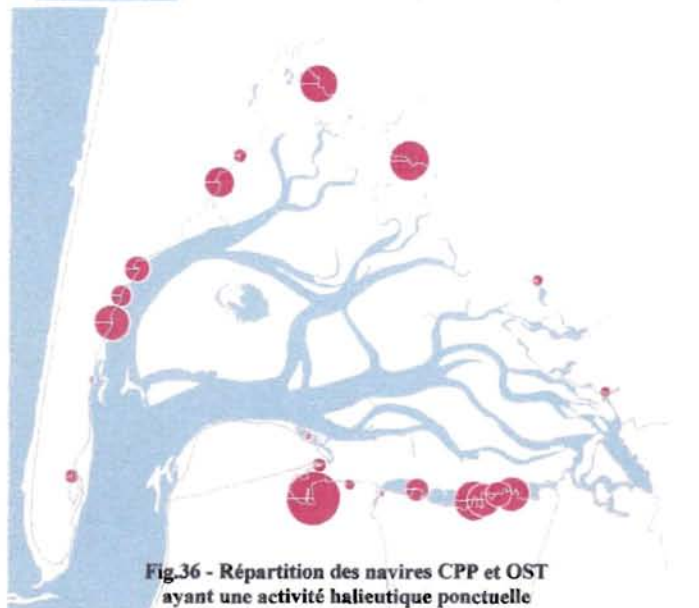 Fig.36 - Répartition des navires CPP et OST
ayant une activité halieutique ponctuelle